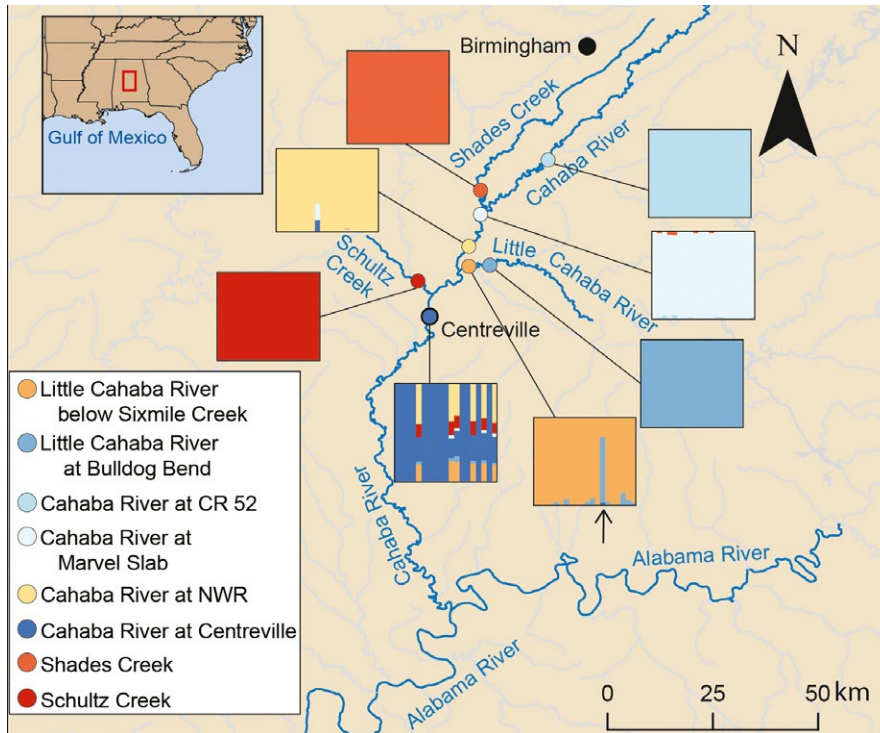 Birmingham
N
Gulf of Mexico
Shades Creek
Cahaba River
Schultz
Creek
Little
Cahaba River
Centreville
Little Cahaba River
below Sixmile Creek
Little Cahaba River
at Bulldog Bend
Cahaba River at CR 52
Cahaba River at
Marvel Slab
Cahaba River at NWR
Cahaba River at Centreville
Shades Creek
Schultz Creek
Cahaba River
Alabama River
Alabama River
0 25 50 km